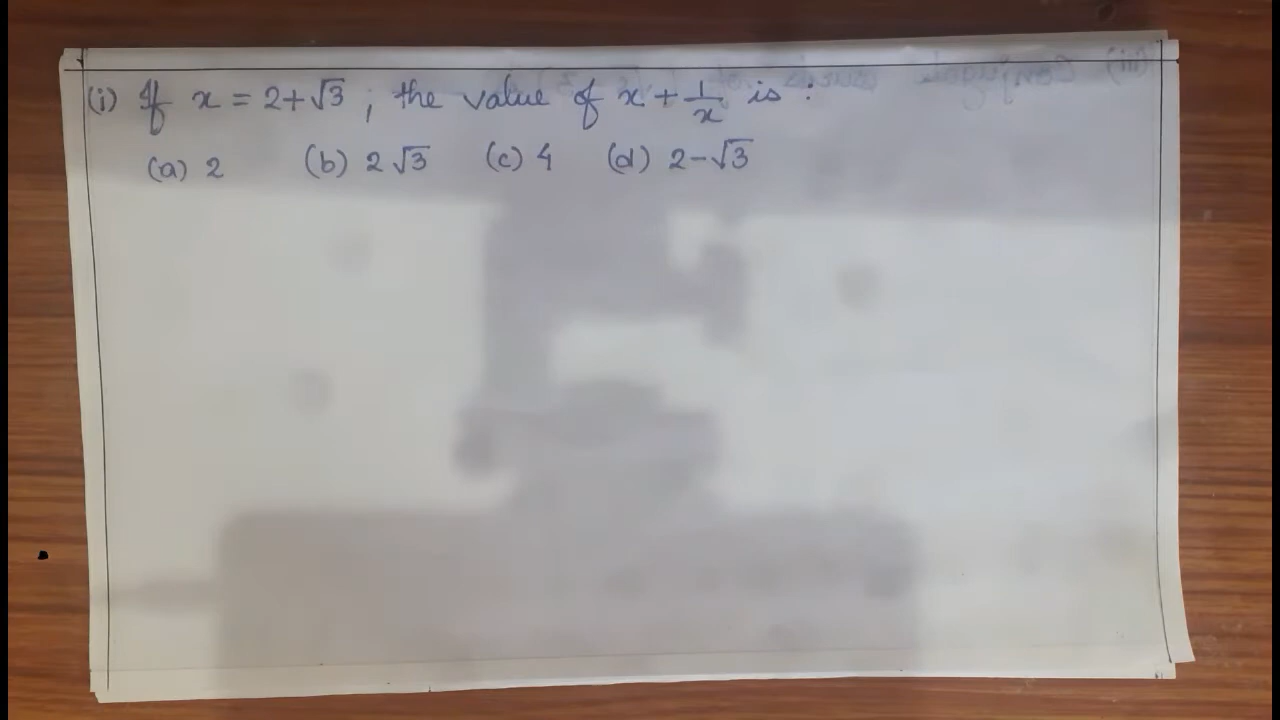 (i) If x = 2+√3 ; the value of x + 1/x is :
(a) 2 (b) 2√3 (c) 4 (d) 2-√3